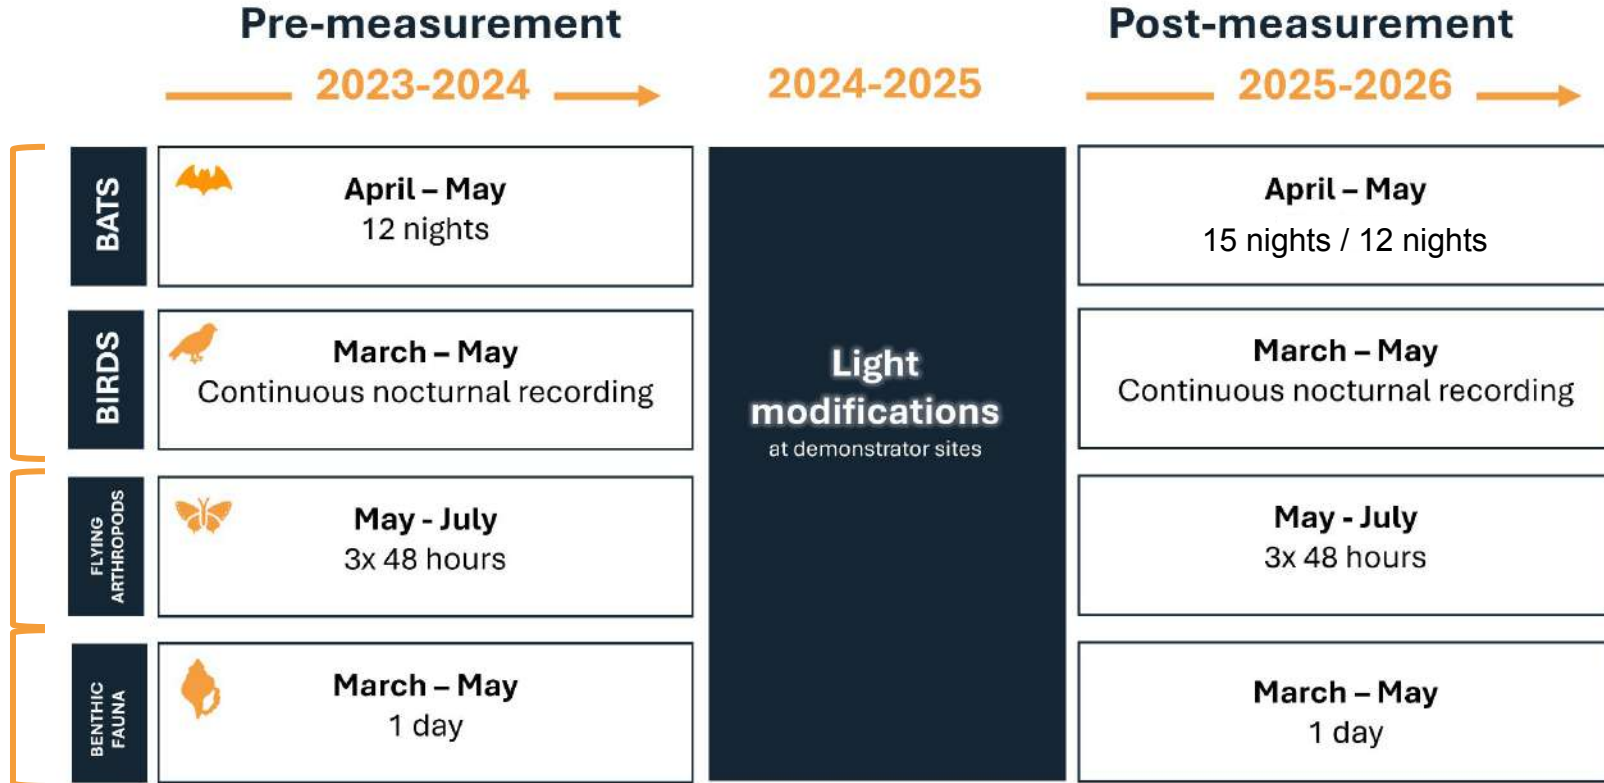 Pre-measurement
Post-measurement
2023-2024
2024-2025
2025-2026
BATS
April – May
12 nights
April – May
15 nights / 12 nights
BIRDS
March – May
Continuous nocturnal recording
Light
modifications
at demonstrator sites
March – May
Continuous nocturnal recording
FLYING
ARTHROPODS
May - July
3x 48 hours
May - July
3x 48 hours
BENTHIC
FAUNA
March – May
1 day
March – May
1 day